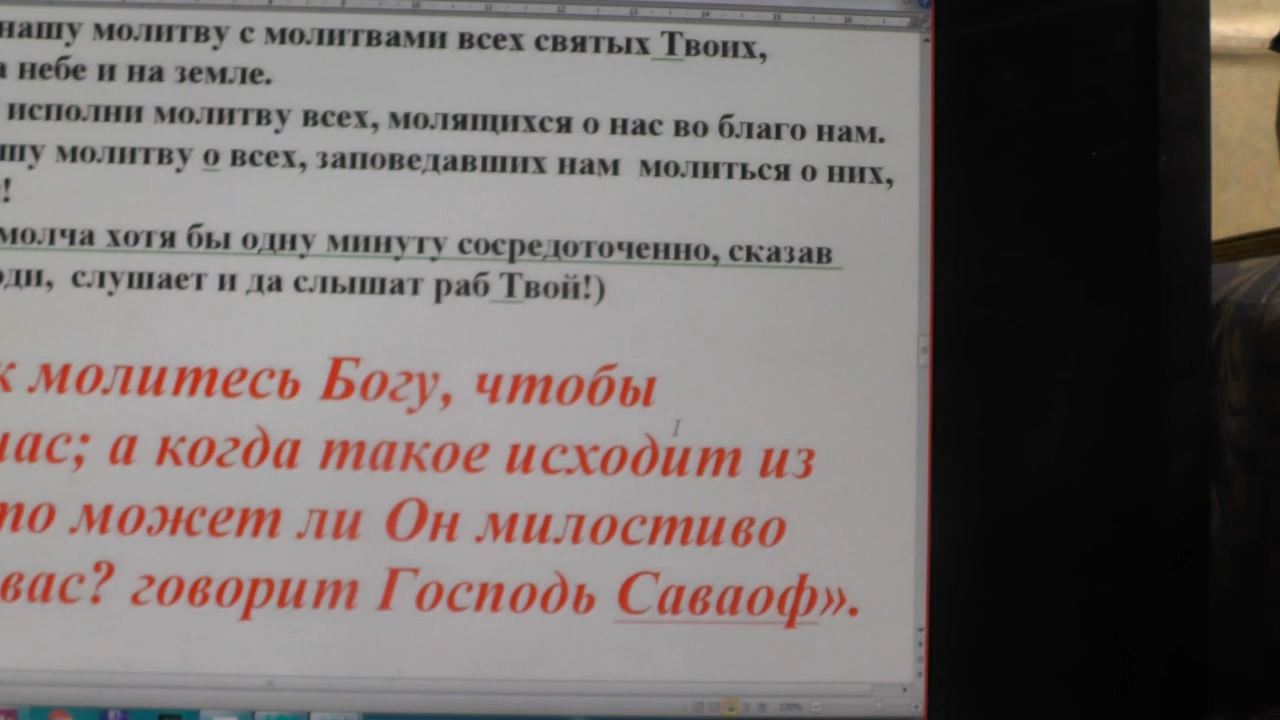 нашу молитву с молитвами всех святых Твоих,
небе и на земле.
исполни молитву всех, молящихся о нас во благо нам.
молитву о всех, заповедавших нам молиться о них,
молча хотя бы одну минуту сосредоточенно, сказав
слушает и да слышат раб Твой!)
молитесь Богу, чтобы
нас; а когда такое исходит из
то может ли Он милостиво
вас? говорит Господь Саваоф».